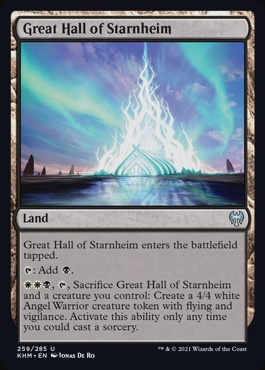 Great Hall of Starnheim
Land
Great Hall of Starnheim enters the battlefield
tapped.
: Add .
, , Sacrifice Great Hall of Starnheim
and a creature you control: Create a 4/4 white
Angel Warrior creature token with flying and
vigilance. Activate this ability only any time
you could cast a sorcery.
259/285 U
KHM • EN Jonas De Ro
™ & © 2021 Wizards of the Coast